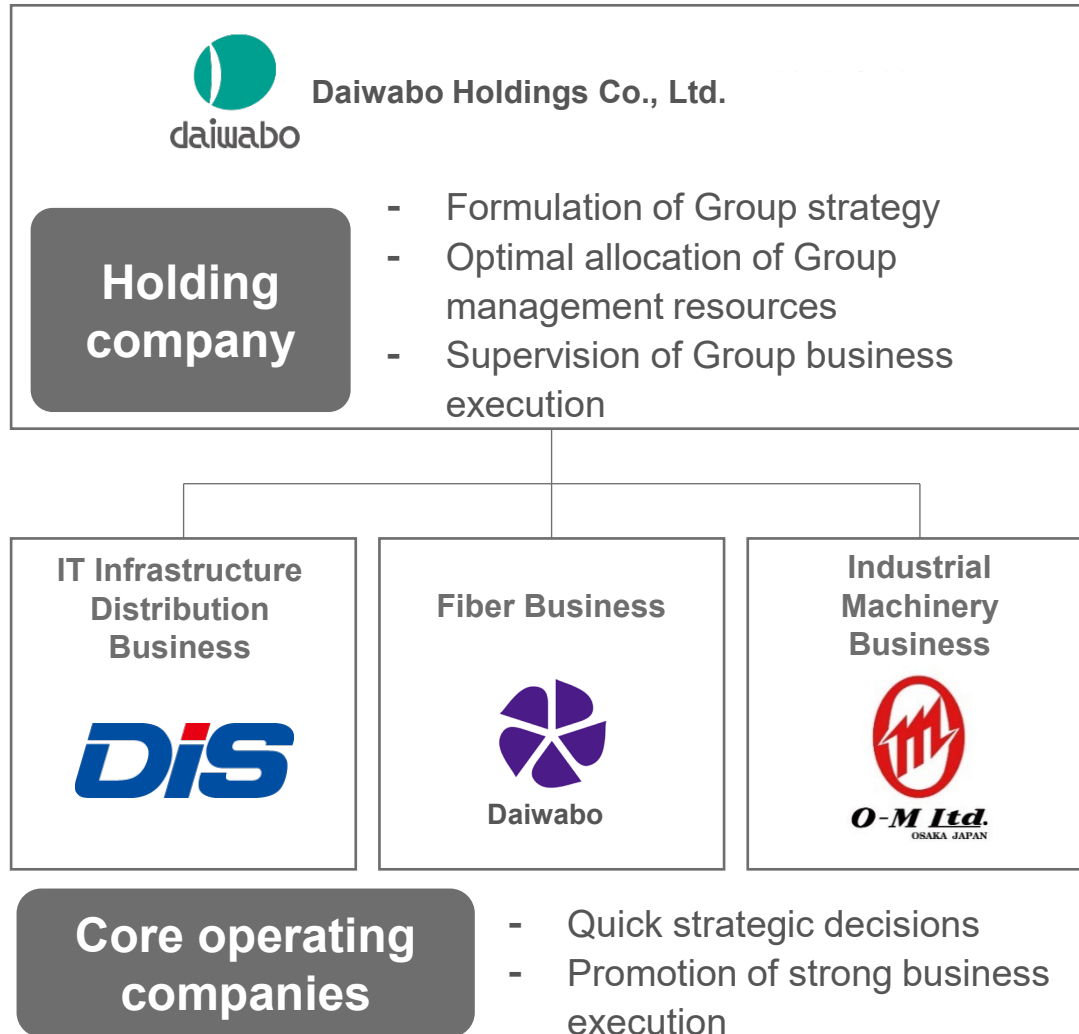 daiwabo
Daiwabo Holdings Co., Ltd.
Holding
company
- Formulation of Group strategy
- Optimal allocation of Group
management resources
- Supervision of Group business
execution
IT Infrastructure
Distribution
Business
DiS
Fiber Business
Daiwabo
Industrial
Machinery
Business
O-M Ltd.
OSAKA JAPAN
Core operating
companies
- Quick strategic decisions
- Promotion of strong business
execution